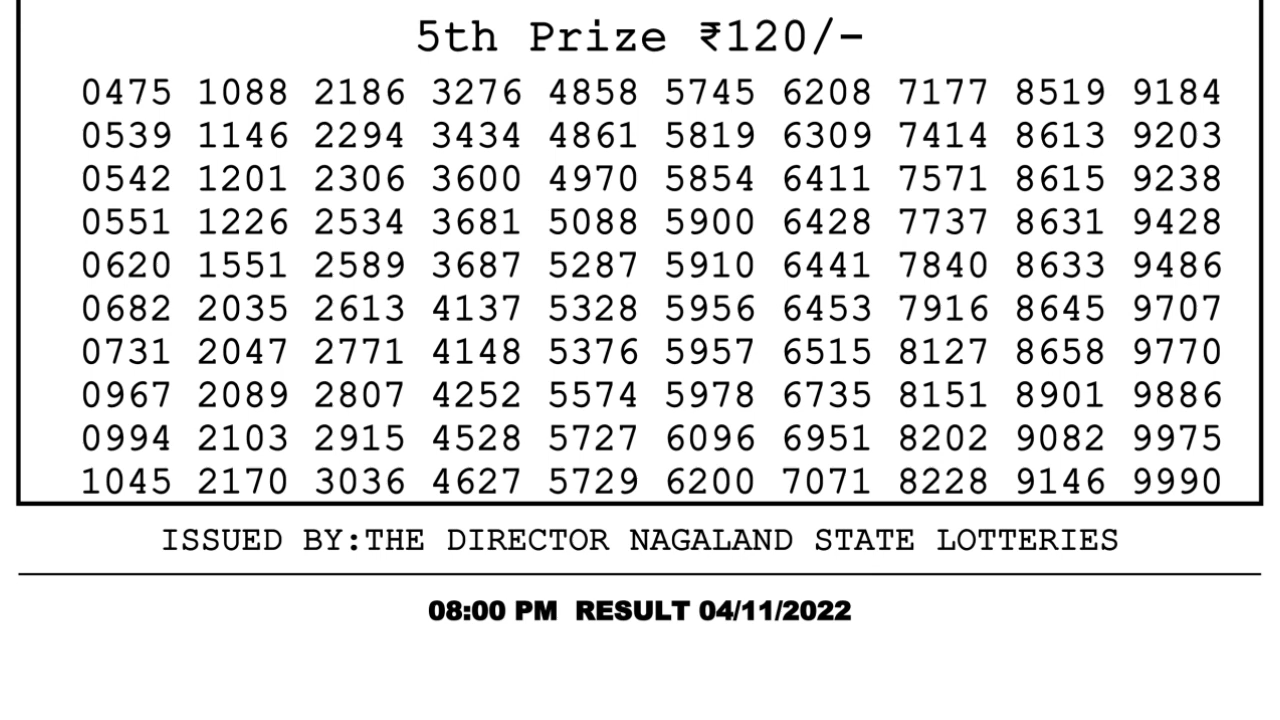 5th Prize ₹120/-
0475 1088 2186 3276 4858 5745 6208 7177 8519 9184
0539 1146 2294 3434 4861 5819 6309 7414 8613 9203
0542 1201 2306 3600 4970 5854 6411 7571 8615 9238
0551 1226 2534 3681 5088 5900 6428 7737 8631 9428
0620 1551 2589 3687 5287 5910 6441 7840 8633 9486
0682 2035 2613 4137 5328 5956 6453 7916 8645 9707
0731 2047 2771 4148 5376 5957 6515 8127 8658 9770
0967 2089 2807 4252 5574 5978 6735 8151 8901 9886
0994 2103 2915 4528 5727 6096 6951 8202 9082 9975
1045 2170 3036 4627 5729 6200 7071 8228 9146 9990
ISSUED BY:THE DIRECTOR NAGALAND STATE LOTTERIES
08:00 PM RESULT 04/11/2022